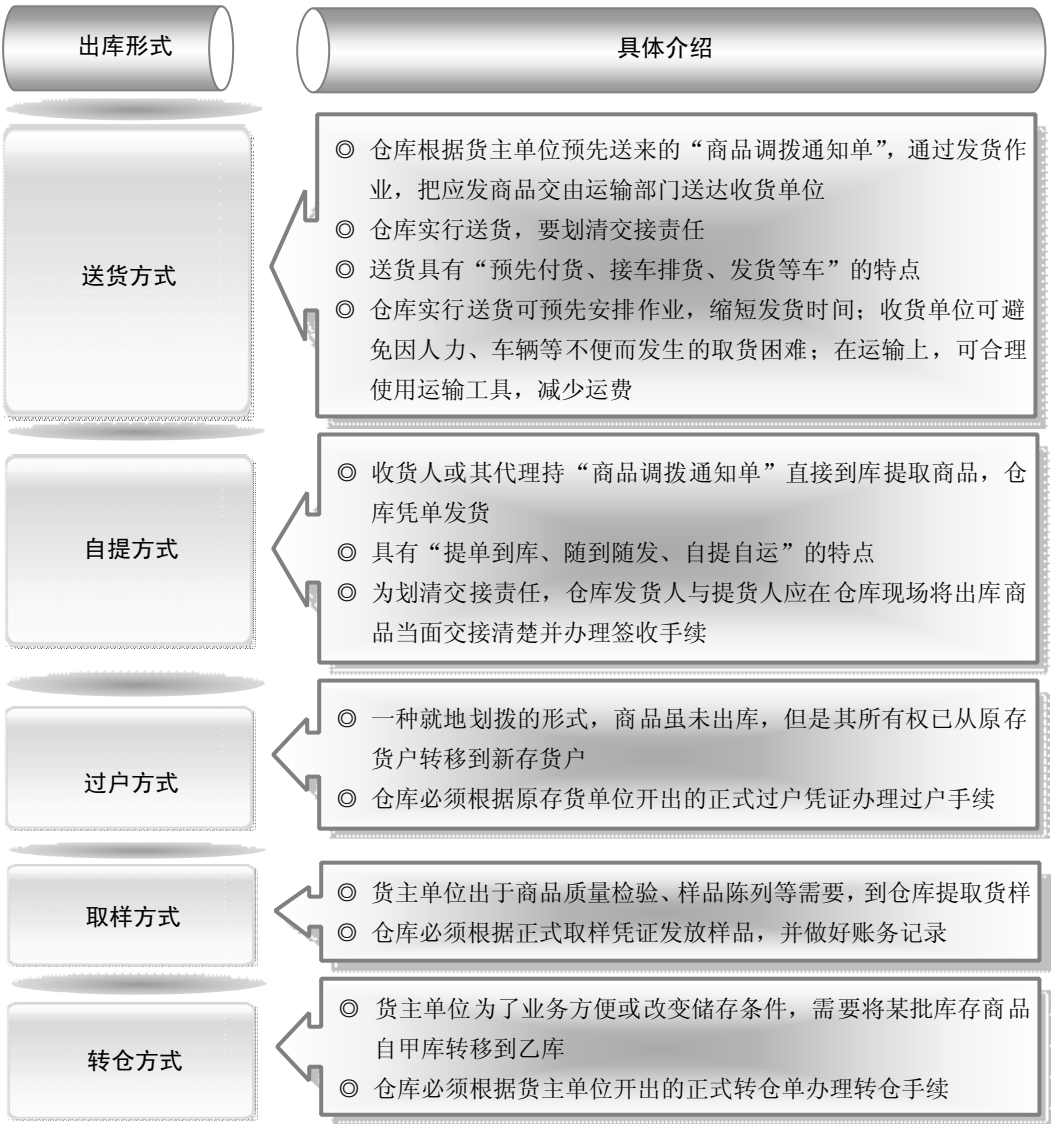 出库形式
具体介绍
送货方式
◎ 仓库根据货主单位预先送来的“商品调拨通知单”，通过发货作
业，把应发商品交由运输部门送达收货单位
◎ 仓库实行送货，要划清交接责任
◎ 送货具有“预先付货、接车排货、发货等车”的特点
◎ 仓库实行送货可预先安排作业，缩短发货时间；收货单位可避
免因人力、车辆等不便而发生的取货困难；在运输上，可合理
使用运输工具，减少运费
自提方式
◎ 收货人或其代理持“商品调拨通知单”直接到库提取商品，仓
库凭单发货
◎ 具有“提单到库、随到随发、自提自运”的特点
◎ 为划清交接责任，仓库发货人与提货人应在仓库现场将出库商
品当面交接清楚并办理签收手续
过户方式
◎ 一种就地划拨的形式，商品虽未出库，但是其所有权已从原存
货户转移到新存货户
◎ 仓库必须根据原存货单位开出的正式过户凭证办理过户手续
取样方式
◎ 货主单位出于商品质量检验、样品陈列等需要，到仓库提取货样
◎ 仓库必须根据正式取样凭证发放样品，并做好账务记录
转仓方式
◎ 货主单位为了业务方便或改变储存条件，需要将某批库存商品
自甲库转移到乙库
◎ 仓库必须根据货主单位开出的正式转仓单办理转仓手续